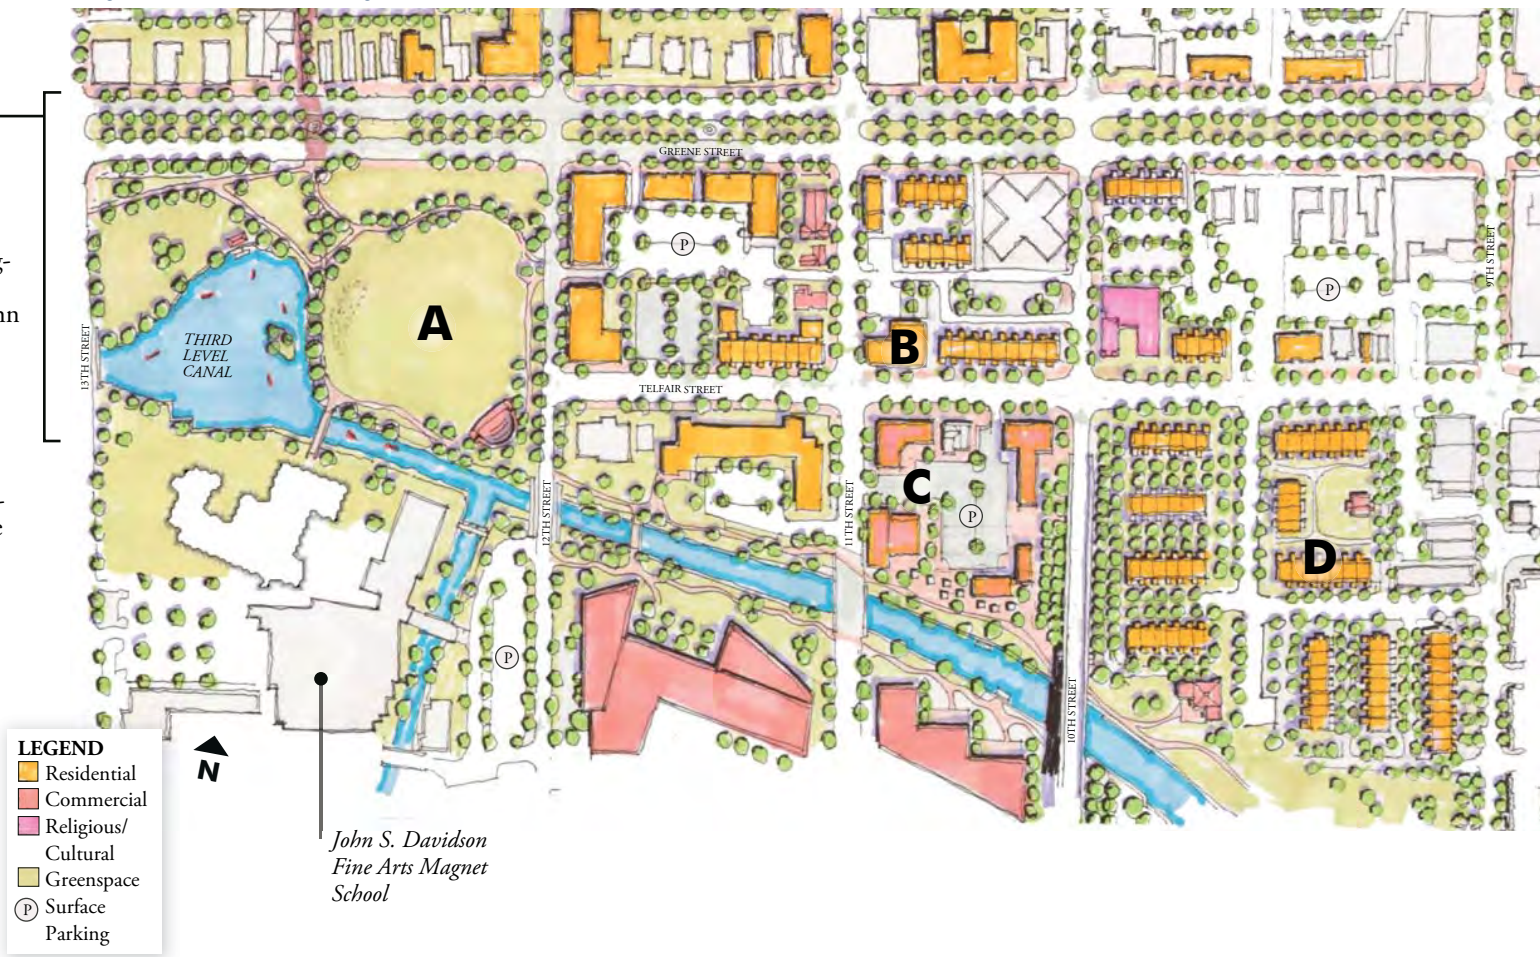 GREENE STREET
g-
nn
A
THIRD
LEVEL
CANAL
13TH STREET
P
B
P
9TH STREET
TELFAIR STREET
12TH STREET
11TH STREET
C
P
D
-
e
P
10TH STREET
N
LEGEND
Residential
Commercial
Religious/
Cultural
Greenspace
P Surface
Parking
John S. Davidson
Fine Arts Magnet
School